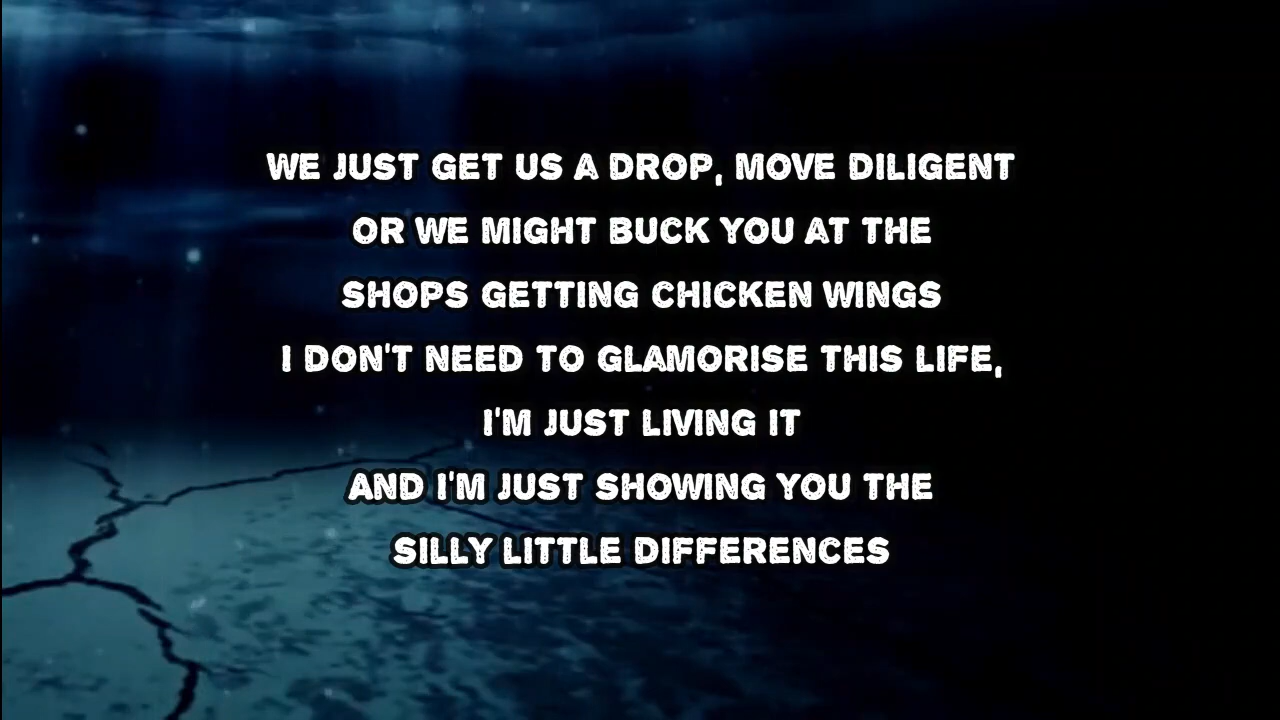 WE JUST GET US A DROP, MOVE DILIGENT
OR WE MIGHT BUCK YOU AT THE
SHOPS GETTING CHICKEN WINGS
I DON'T NEED TO GLAMORISE THIS LIFE,
I'M JUST LIVING IT
AND I'M JUST SHOWING YOU THE
SILLY LITTLE DIFFERENCES